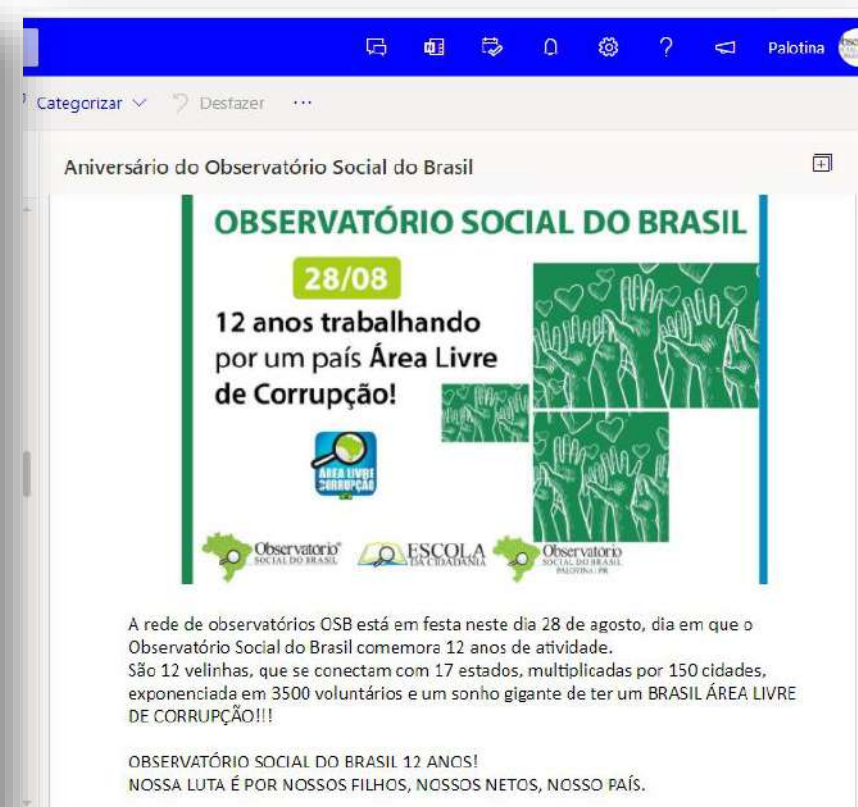 Palotina
Categorizar
Desfazer
Aniversário do Observatório Social do Brasil
OBSERVATÓRIO SOCIAL DO BRASIL
28/08
12 anos trabalhando
por um país Área Livre
de Corrupção!
ÁREA LIVRE
CORRUPÇÃO
Observatório
SOCIAL DO BRASIL
ESCOLA
DA CIDADANIA
Observatório
SOCIAL DO BRASIL
PALOTINA - PR
A rede de observatórios OSB está em festa neste dia 28 de agosto, dia em que o
Observatório Social do Brasil comemora 12 anos de atividade.
São 12 velinhas, que se conectam com 17 estados, multiplicadas por 150 cidades,
exponenciada em 3500 voluntários e um sonho gigante de ter um BRASIL ÁREA LIVRE
DE CORRUPÇÃO!!!
OBSERVATÓRIO SOCIAL DO BRASIL 12 ANOS!
NOSSA LUTA É POR NOSSOS FILHOS, NOSSOS NETOS, NOSSO PAÍS.